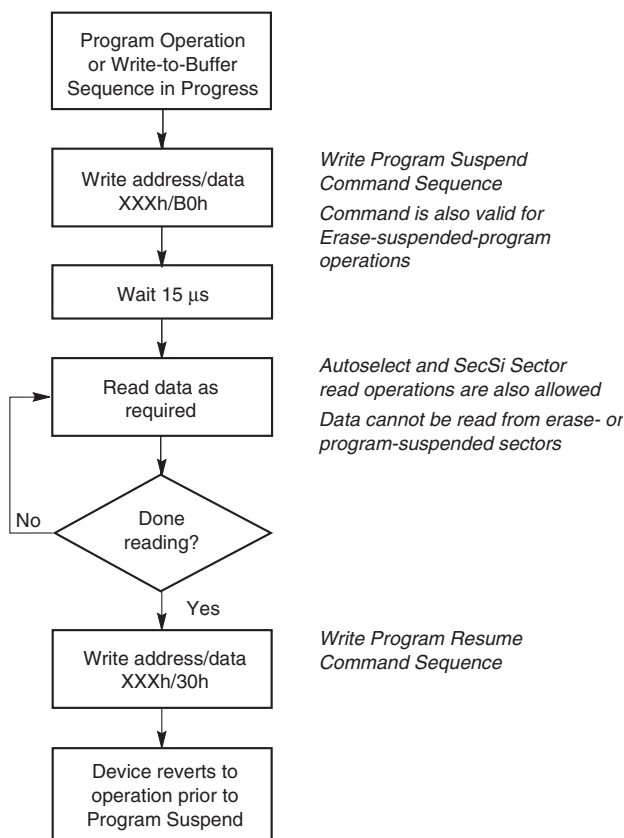 Program Operation
or Write-to-Buffer
Sequence in Progress
Write address/data
XXXh/B0h
Write Program Suspend
Command Sequence
Command is also valid for
Erase-suspended-program
operations
Wait 15 μs
Read data as
required
Autoselect and SecSi Sector
read operations are also allowed
Data cannot be read from erase- or
program-suspended sectors
No
Done
reading?
Yes
Write address/data
XXXh/30h
Write Program Resume
Command Sequence
Device reverts to
operation prior to
Program Suspend